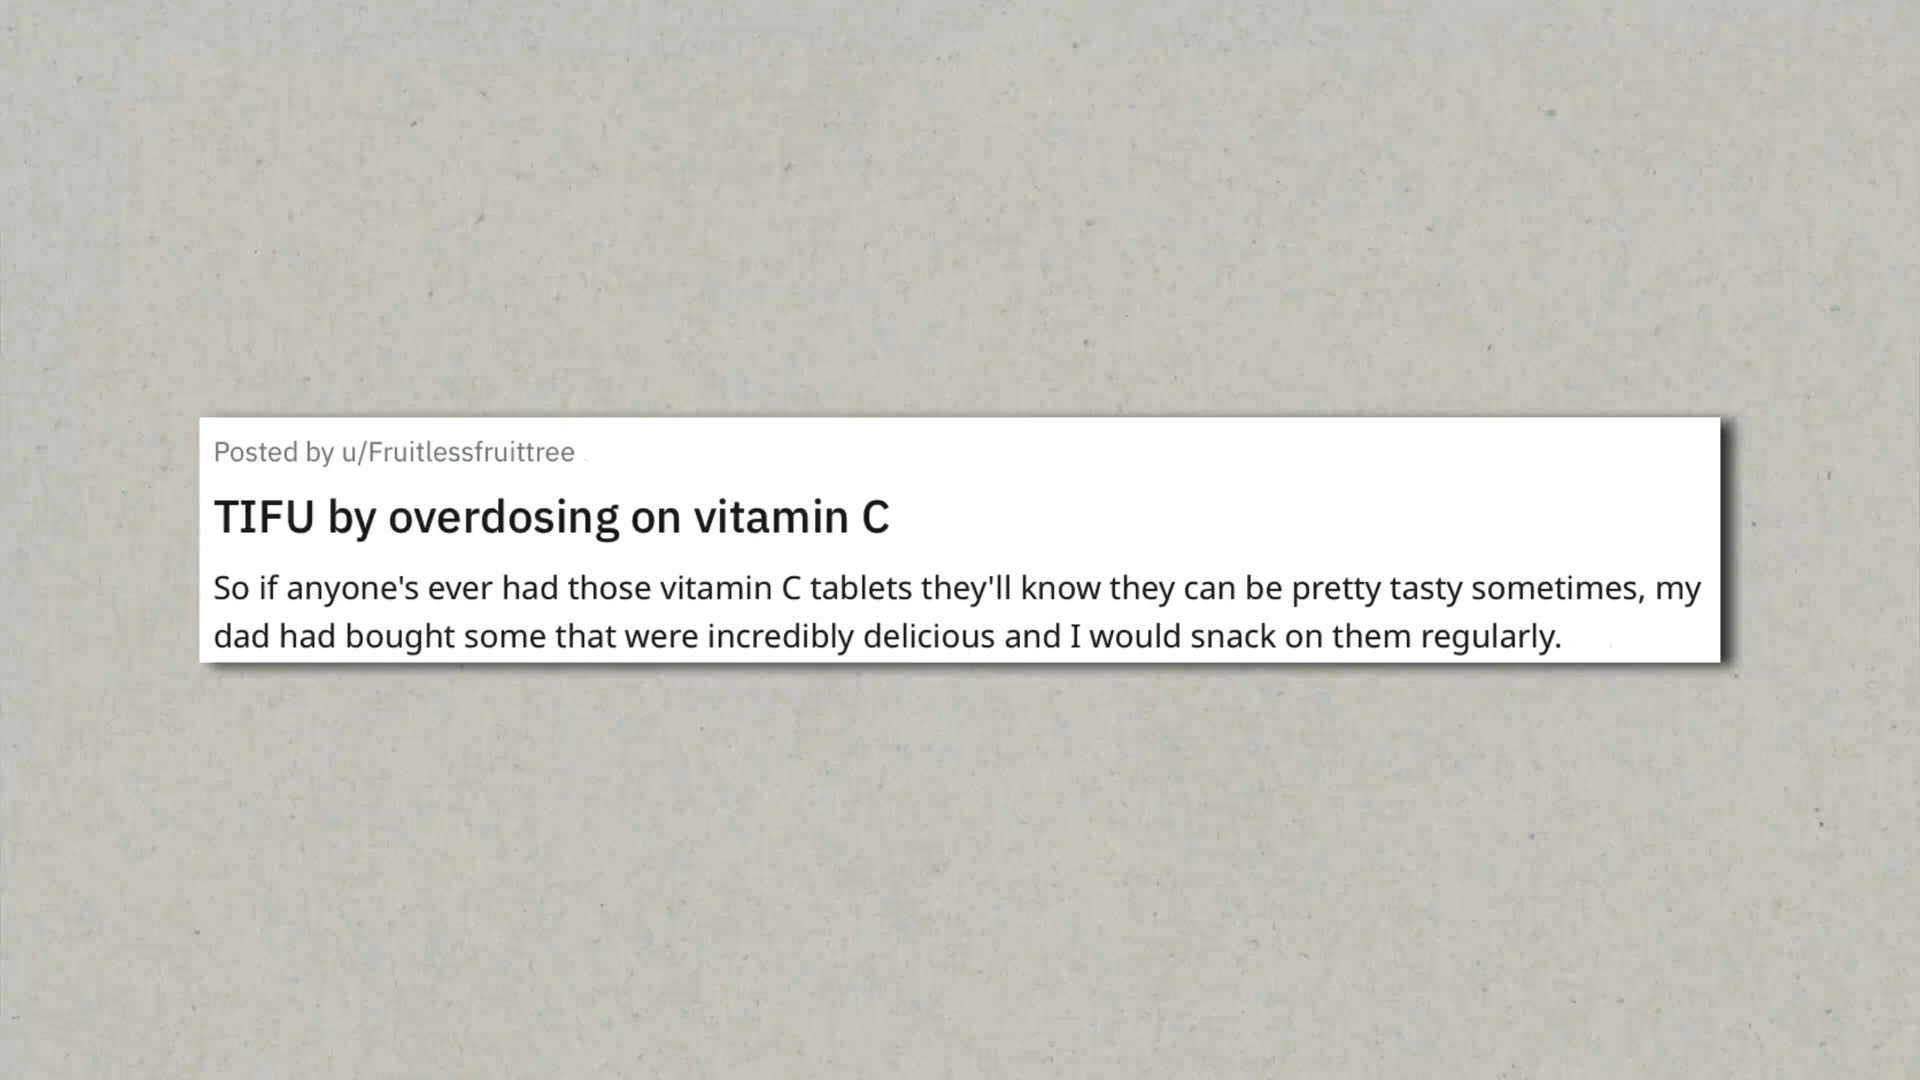 Posted by u/Fruitlessfruittree
TIFU by overdosing on vitamin C
So if anyone's ever had those vitamin C tablets they'll know they can be pretty tasty sometimes, my
dad had bought some that were incredibly delicious and I would snack on them regularly.